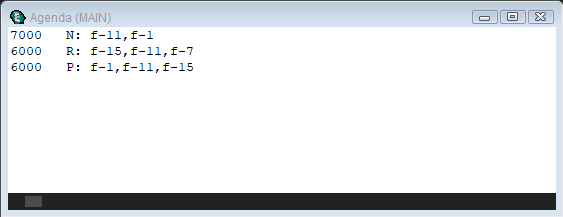 Agenda (MAIN)
7000 N: f-11,f-1
6000 R: f-15,f-11,f-7
6000 P: f-1,f-11,f-15